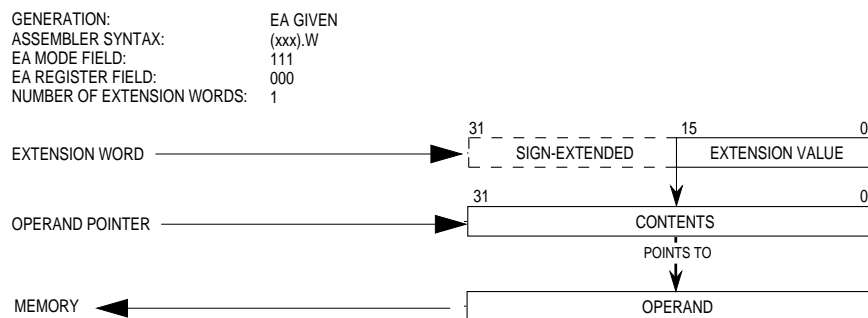 GENERATION: EA GIVEN
ASSEMBLER SYNTAX: (xxx).W
EA MODE FIELD: 111
EA REGISTER FIELD: 000
NUMBER OF EXTENSION WORDS: 1
31 15 0
EXTENSION WORD SIGN-EXTENDED EXTENSION VALUE
31 0
OPERAND POINTER CONTENTS
POINTS TO
MEMORY OPERAND